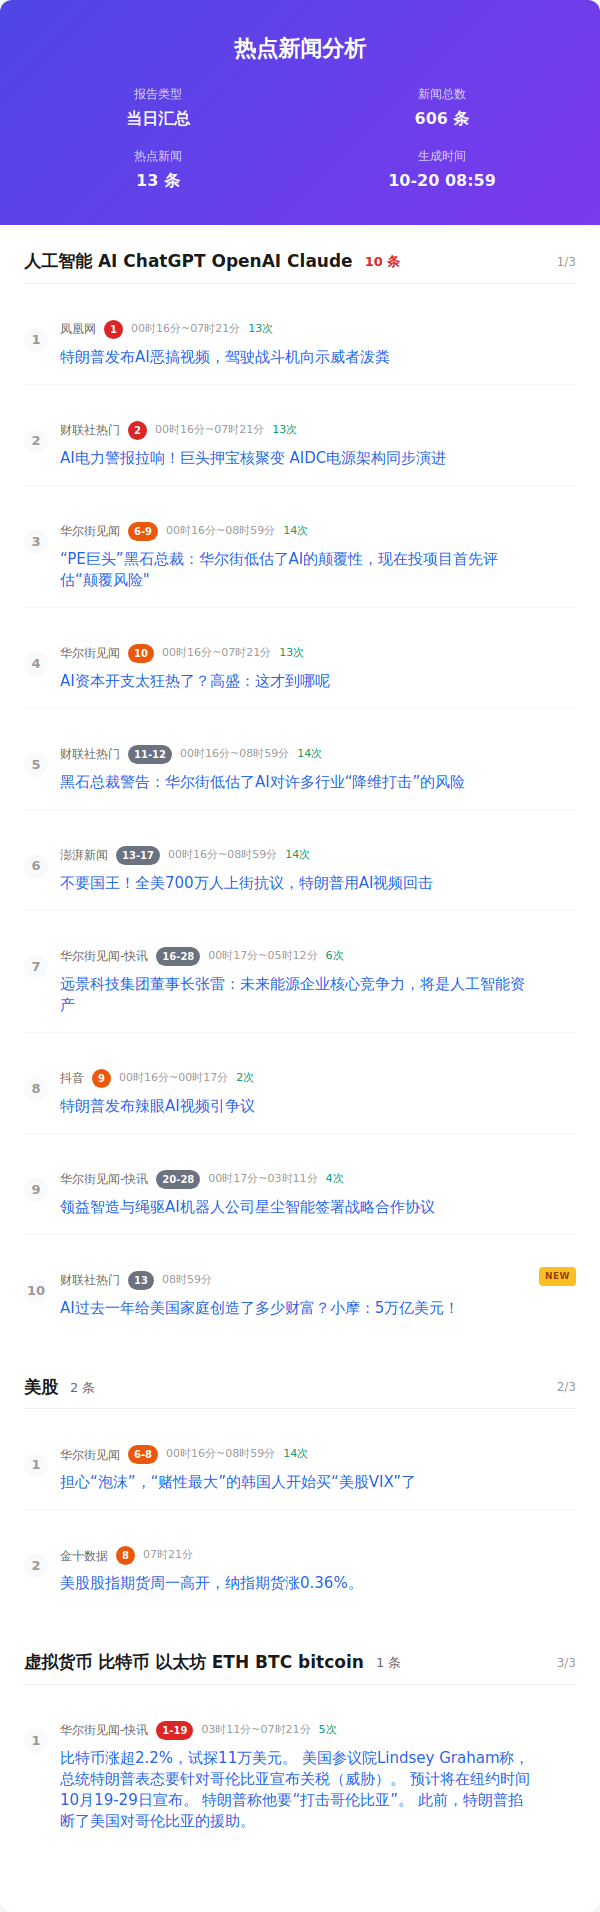 热点新闻分析
报告类型
新闻总数
当日汇总
606 条
热点新闻
生成时间
13 条
10-20 08:59
人工智能 AI ChatGPT OpenAI Claude 10 条 1/3
1 凤凰网 1 00时16分~07时21分 13次
特朗普发布AI恶搞视频，驾驶战斗机向示威者泼粪
2 财联社热门 2 00时16分~07时21分 13次
AI电力警报拉响！巨头押宝核聚变 AIDC电源架构同步演进
3 华尔街见闻 6-9 00时16分~08时59分 14次
“PE巨头”黑石总裁：华尔街低估了AI的颠覆性，现在投项目首先评
估“颠覆风险"
4 华尔街见闻 10 00时16分~07时21分 13次
AI资本开支太狂热了？高盛：这才到哪呢
5 财联社热门 11-12 00时16分~08时59分 14次
黑石总裁警告：华尔街低估了AI对许多行业“降维打击”的风险
6 澎湃新闻 13-17 00时16分~08时59分 14次
不要国王！全美700万人上街抗议，特朗普用AI视频回击
7 华尔街见闻-快讯 16-28 00时17分~05时12分 6次
远景科技集团董事长张雷：未来能源企业核心竞争力，将是人工智能资
产
8 抖音 9 00时16分~00时17分 2次
特朗普发布辣眼AI视频引争议
9 华尔街见闻-快讯 20-28 00时17分~03时11分 4次
领益智造与绳驱AI机器人公司星尘智能签署战略合作协议
10 财联社热门 13 08时59分 NEW
AI过去一年给美国家庭创造了多少财富？小摩：5万亿美元！
美股 2 条 2/3
1 华尔街见闻 6-8 00时16分~08时59分 14次
担心“泡沫”，“赌性最大”的韩国人开始买“美股VIX”了
2 金十数据 8 07时21分
美股股指期货周一高开，纳指期货涨0.36%。
虚拟货币 比特币 以太坊 ETH BTC bitcoin 1 条 3/3
1 华尔街见闻-快讯 1-19 03时11分~07时21分 5次
比特币涨超2.2%，试探11万美元。 美国参议院Lindsey Graham称，
总统特朗普表态要针对哥伦比亚宣布关税（威胁）。 预计将在纽约时间
10月19-29日宣布。 特朗普称他要“打击哥伦比亚”。 此前，特朗普掐
断了美国对哥伦比亚的援助。